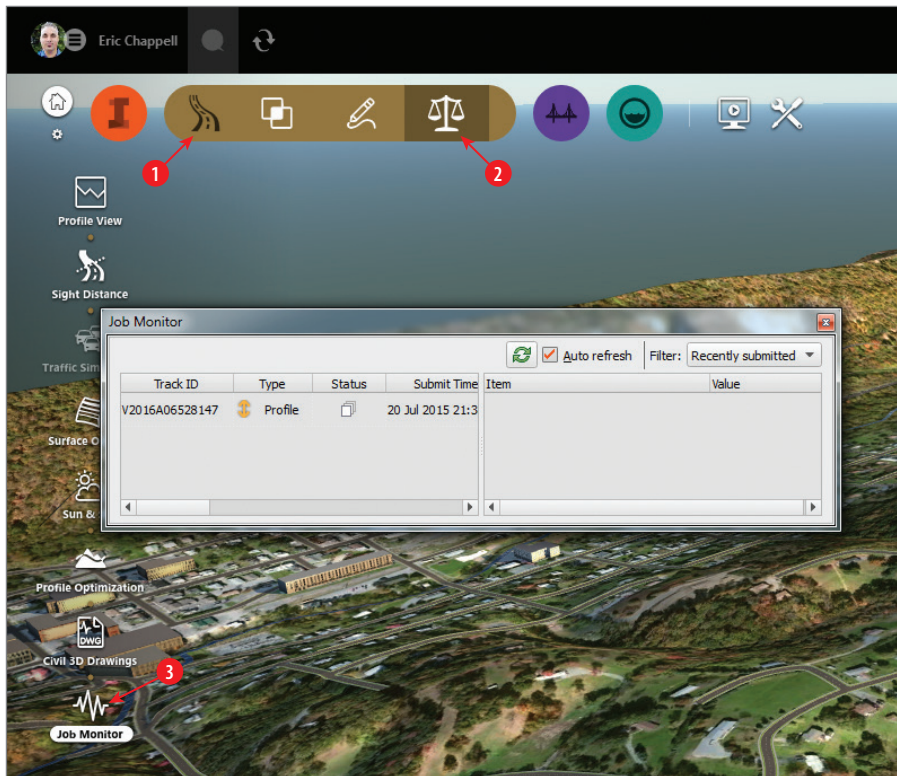 Eric Chappell
1
2
Profile View
Sight Distance
Traffic Sim
Surface O
Sun &
Profile Optimization
DWG
Civil 3D Drawings
3
Job Monitor
Job Monitor
Auto refresh Filter: Recently submitted
Track ID Type Status Submit Time Item Value
V2016A06528147 Profile 20 Jul 2015 21:3